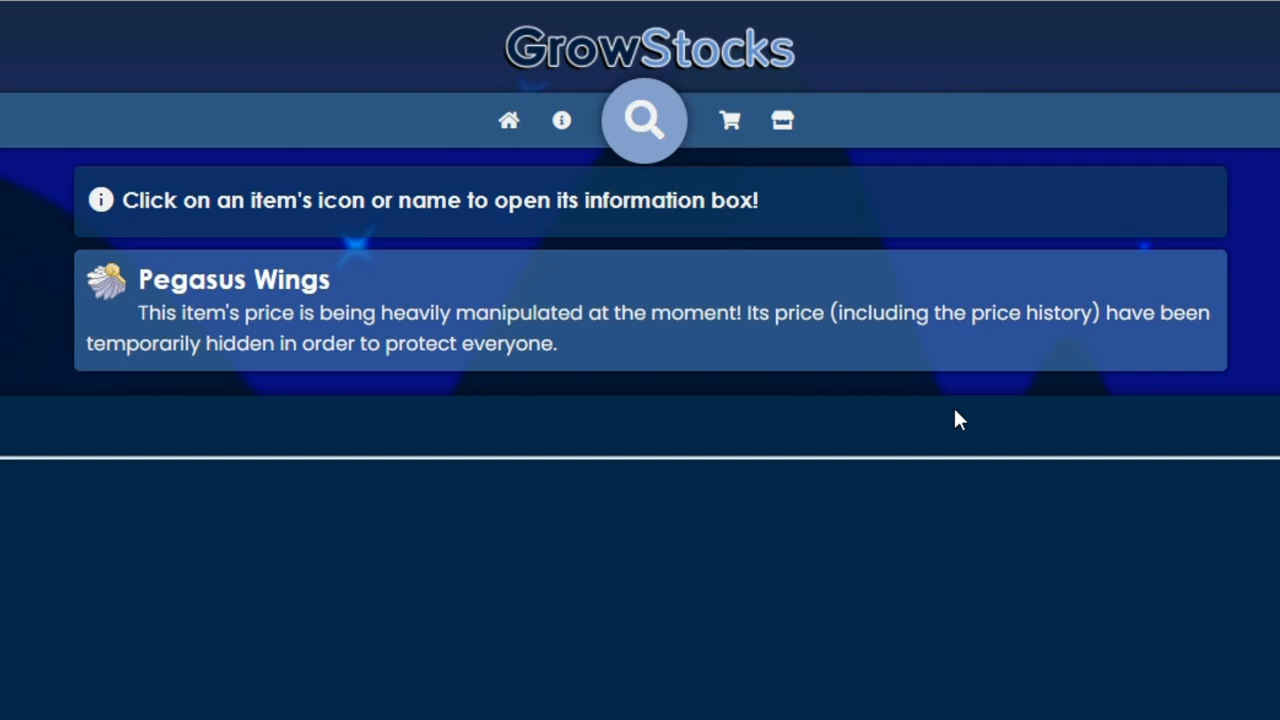 GrowStocks
Click on an item's icon or name to open its information box!
Pegasus Wings
This item's price is being heavily manipulated at the moment! Its price (including the price history) have been
temporarily hidden in order to protect everyone.